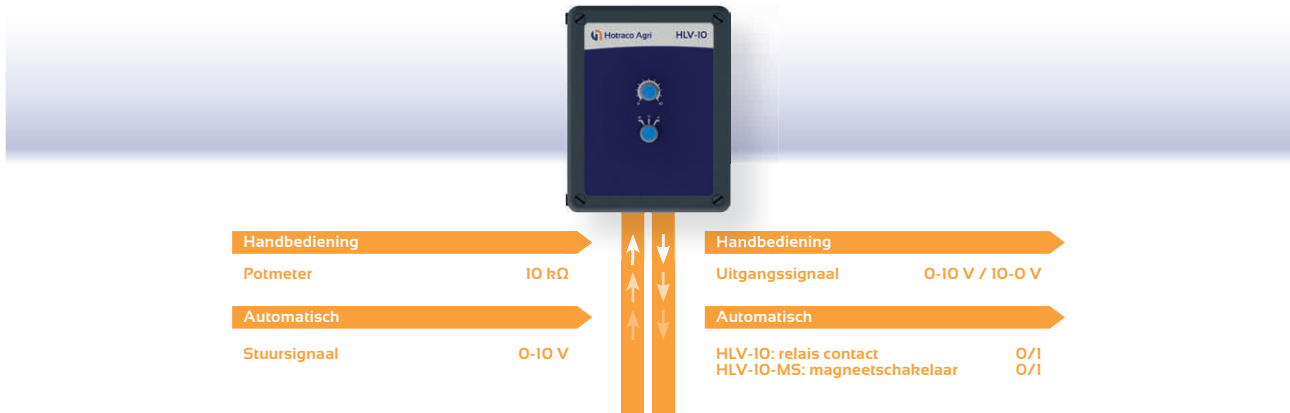 Hotraco Agri HLV-10
Handbediening
Potmeter 10 kΩ
Automatisch
Stuursignaal 0-10 V
Handbediening
Uitgangssignaal 0-10 V / 10-0 V
Automatisch
HLV-10: relais contact 0/1
HLV-10-MS: magneetschakelaar 0/1